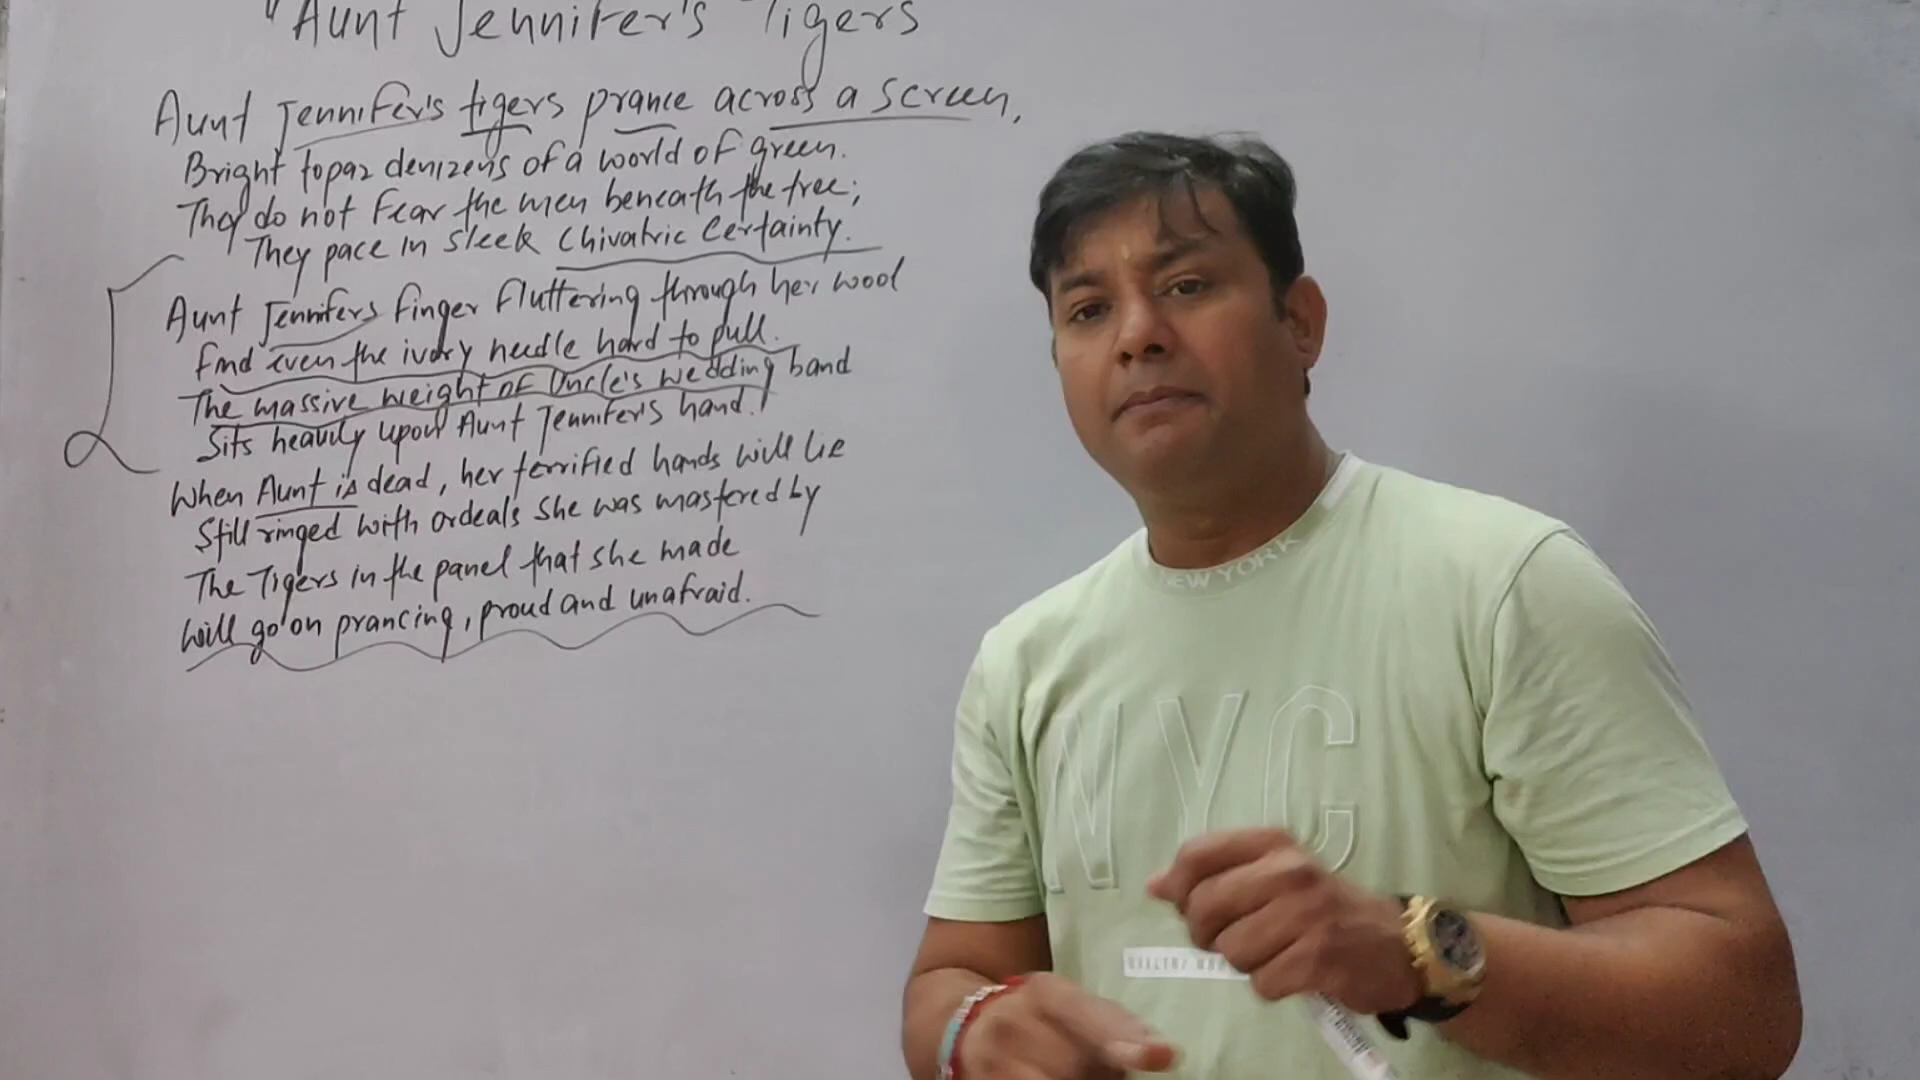 "Aunt Jennifer's Tigers
Aunt Jennifer's tigers prance across a screen,
Bright topaz denizens of a world of green.
They do not fear the men beneath the tree;
They pace in sleek chivalric certainty.
Aunt Jennifers finger fluttering through her wool
find even the ivory needle hard to pull.
The massive weight of Uncle's wedding band
Sits heavily upon Aunt Jennifer's hand.
When Aunt is dead, her terrified hands will lie
Still ringed with ordeals she was mastered by
The Tigers in the panel that she made
will go on prancing, proud and unafraid.
NEW YORK
NYC